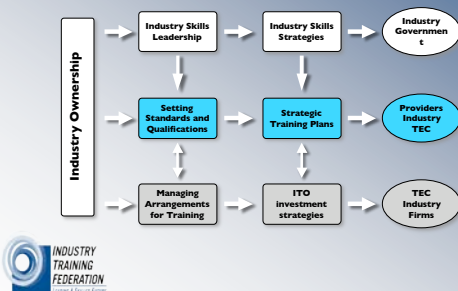 Industry Ownership
Industry Skills
Leadership
Industry Skills
Strategies
Industry
Governmen
t
Setting
Standards and
Qualifications
Strategic
Training Plans
Providers
Industry
TEC
Managing
Arrangements
for Training
ITO
investment
strategies
TEC
Industry
Firms
INDUSTRY
TRAINING
FEDERATION